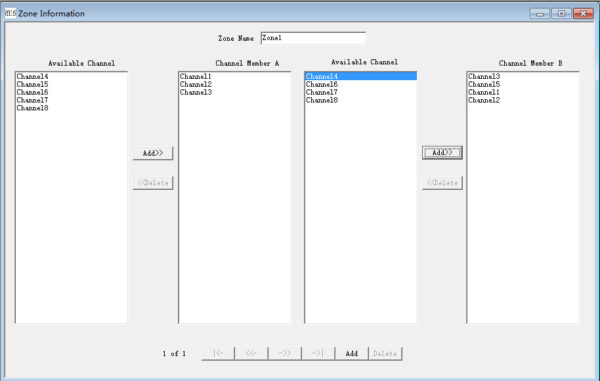 Zone Information
Zone Name Zone1
Available Channel
Channel4
Channel5
Channel6
Channel7
Channel8
Add>>
<<Delete
Channel Member A
Channel1
Channel2
Channel3
Available Channel
Channel4
Channel6
Channel7
Channel8
Add>>
<<Delete
Channel Member B
Channel3
Channel5
Channel1
Channel2
1 of 1 |<- <<- ->> ->| Add Delete